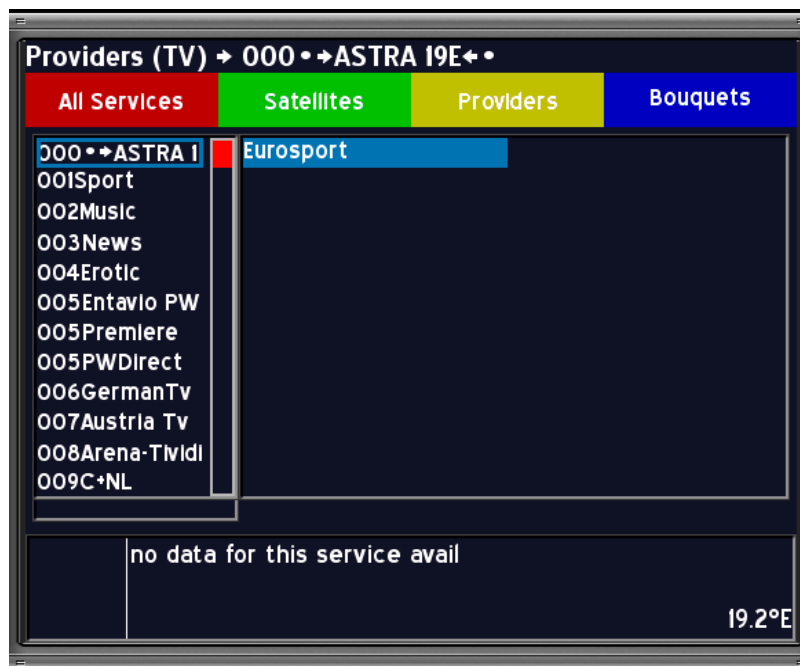 Providers (TV) → 000•→ASTRA 19E←•
All Services
Satellites
Providers
Bouquets
000•→ASTRA 1
001Sport
002Music
003News
004Erotic
005Entavio PW
005Premiere
005PWDirect
006GermanTv
007Austria Tv
008Arena-Tividi
009C+NL
Eurosport
no data for this service avail
19.2°E